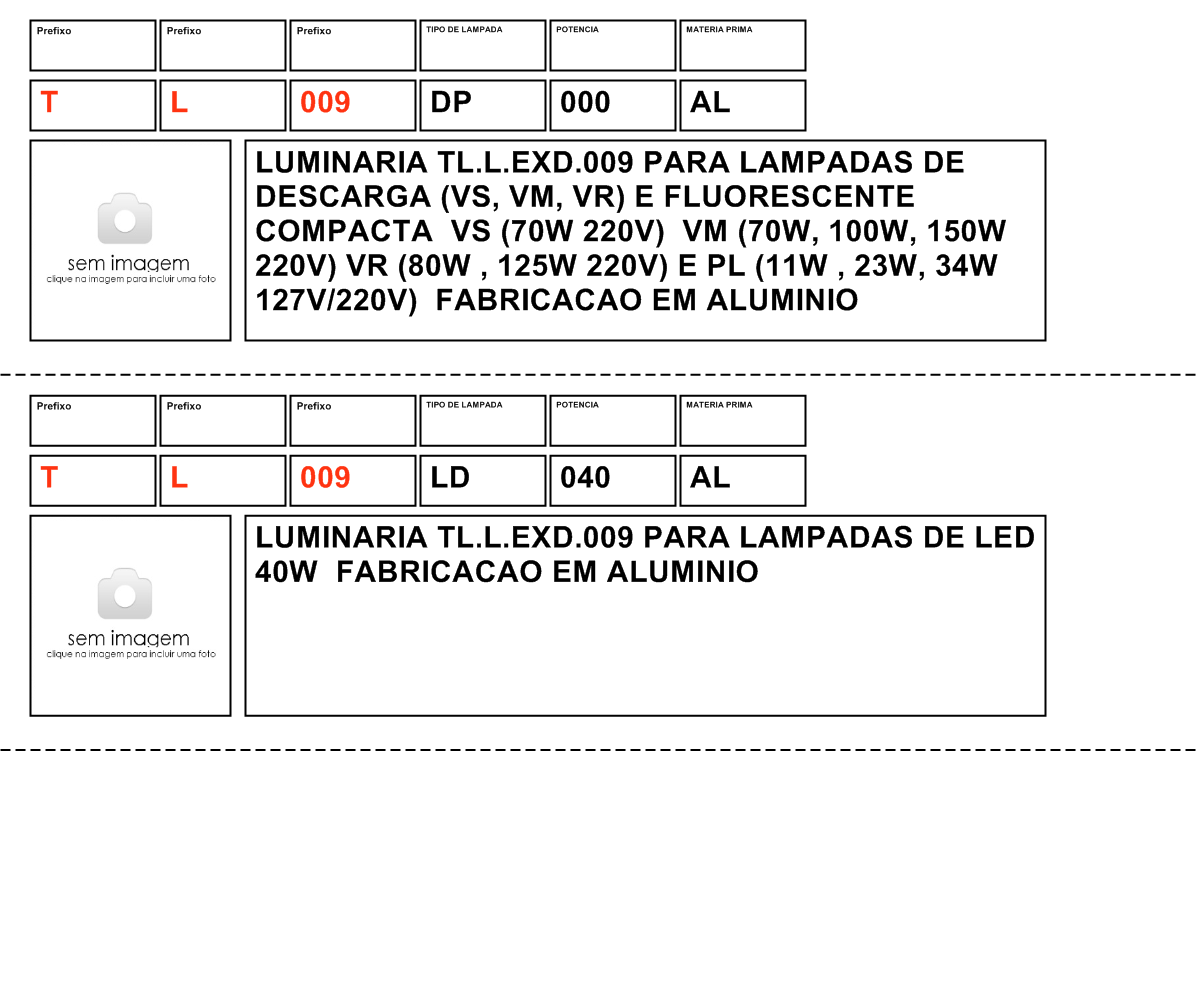 Prefixo Prefixo Prefixo TIPO DE LAMPADA POTENCIA MATERIA PRIMA
T L 009 DP 000 AL
LUMINARIA TL.L.EXD.009 PARA LAMPADAS DE
DESCARGA (VS, VM, VR) E FLUORESCENTE
COMPACTA  VS (70W 220V)  VM (70W, 100W, 150W
220V) VR (80W , 125W 220V) E PL (11W , 23W, 34W
127V/220V)  FABRICACAO EM ALUMINIO
sem imagem
clique na imagem para incluir uma foto
Prefixo Prefixo Prefixo TIPO DE LAMPADA POTENCIA MATERIA PRIMA
T L 009 LD 040 AL
LUMINARIA TL.L.EXD.009 PARA LAMPADAS DE LED
40W  FABRICACAO EM ALUMINIO
sem imagem
clique na imagem para incluir uma foto